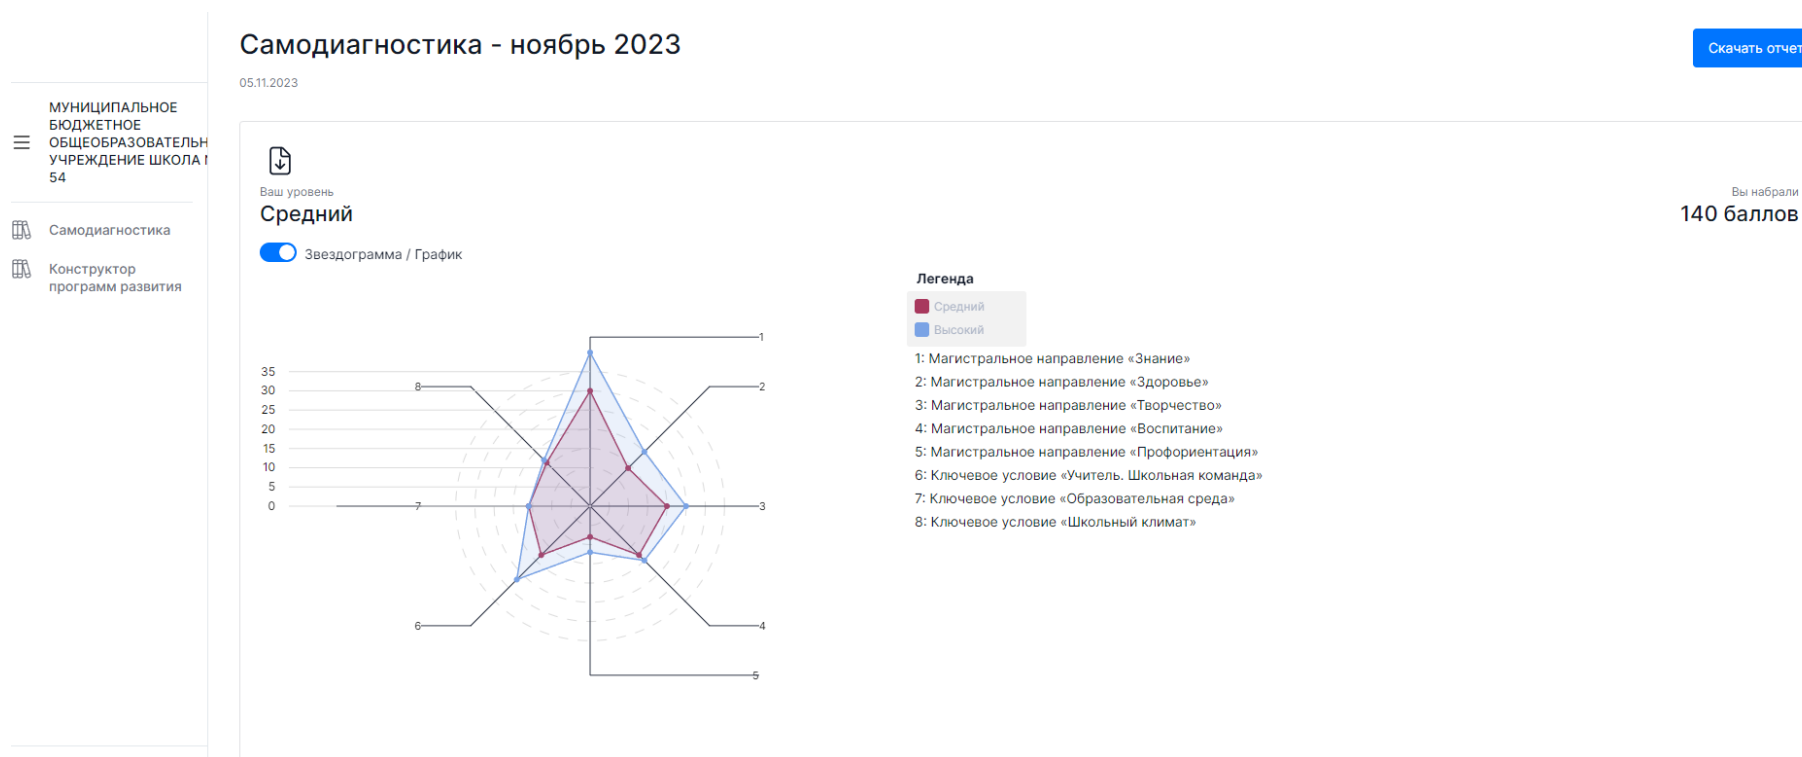 Самодиагностика - ноябрь 2023
Скачать отчет
05.11.2023
МУНИЦИПАЛЬНОЕ
БЮДЖЕТНОЕ
ОБЩЕОБРАЗОВАТЕЛЬН
УЧРЕЖДЕНИЕ ШКОЛА
54
Самодиагностика
Конструктор
программ развития
Ваш уровень
Средний
Вы набрали
140 баллов
Звездограмма / График
35
30
25
20
15
10
5
0
1
2
3
4
5
6
7
8
Легенда
Средний
Высокий
1: Магистральное направление «Знание»
2: Магистральное направление «Здоровье»
3: Магистральное направление «Творчество»
4: Магистральное направление «Воспитание»
5: Магистральное направление «Профориентация»
6: Ключевое условие «Учитель. Школьная команда»
7: Ключевое условие «Образовательная среда»
8: Ключевое условие «Школьный климат»